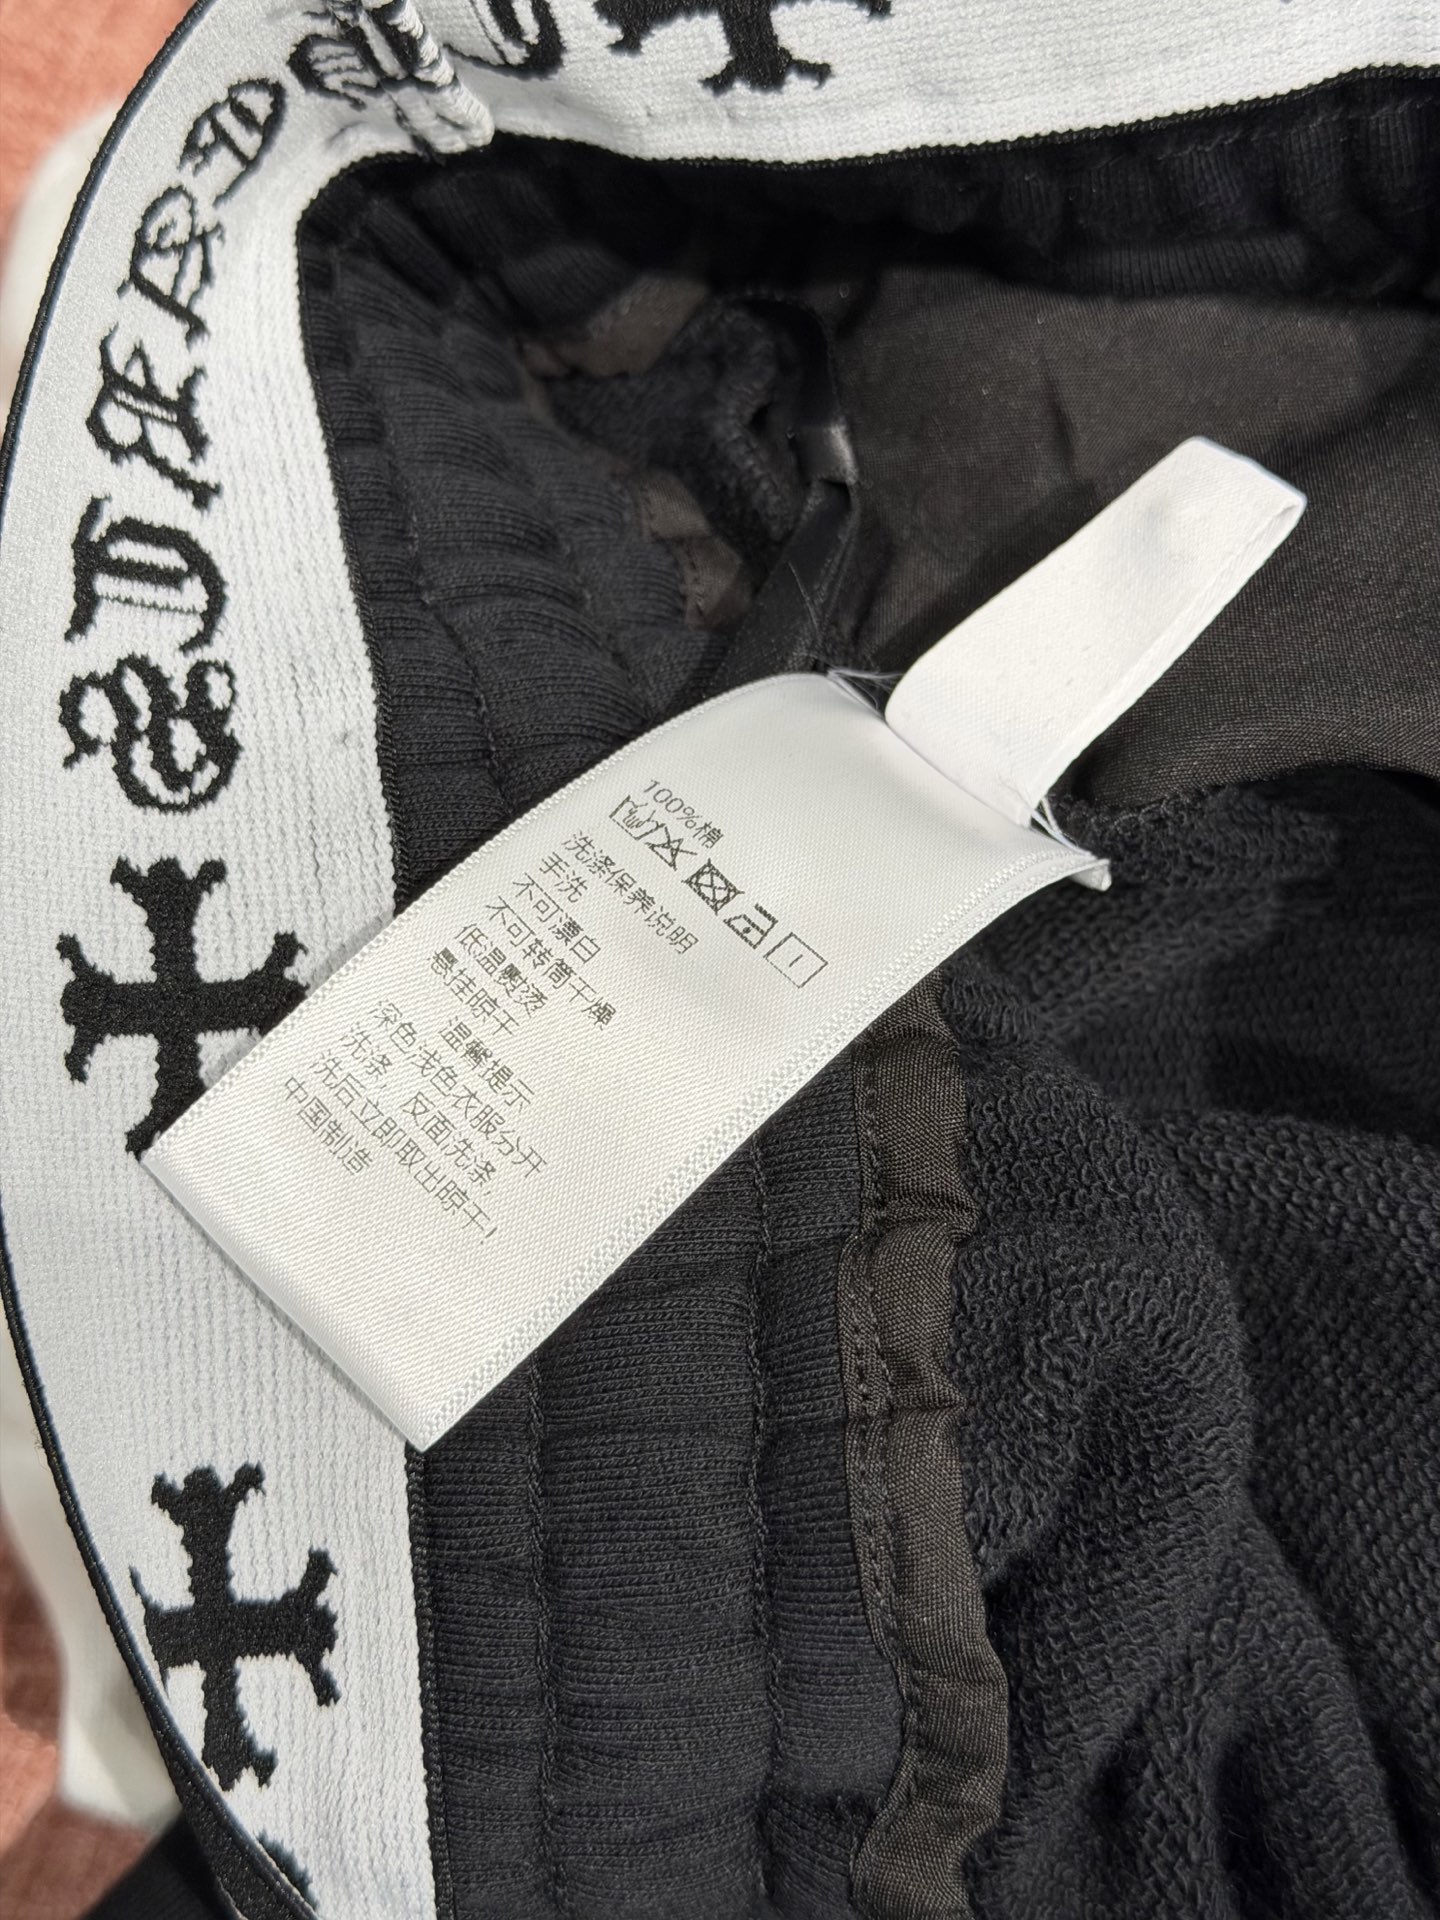 100%棉
洗涤保养说明
手洗
不可漂白
不可转筒干燥
低温熨烫
悬挂晾干
温馨提示
深色,浅色衣服分开
洗涤，反面洗涤，
洗后立即取出晾干!
中国制造